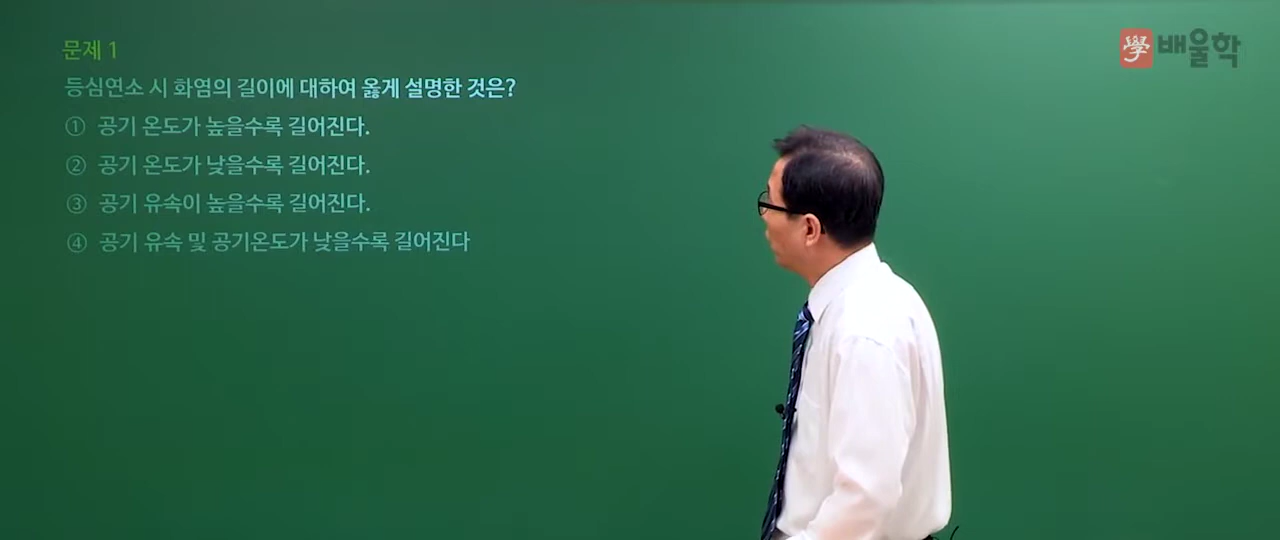 문제 1
등심연소 시 화염의 길이에 대하여 옳게 설명한 것은?
① 공기 온도가 높을수록 길어진다.
② 공기 온도가 낮을수록 길어진다.
③ 공기 유속이 높을수록 길어진다.
④ 공기 유속 및 공기온도가 낮을수록 길어진다
學 배울학